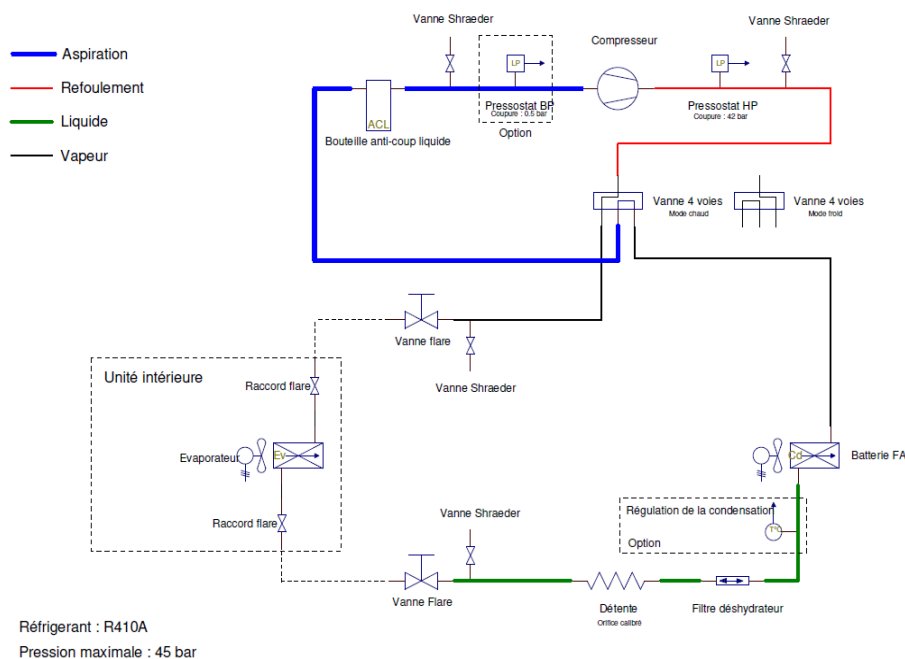 Vanne Shraeder
Vanne Shraeder
Compresseur
Aspiration
LP
LP
Refoulement
Pressostat BP
Coupure : 0.5 bar
Pressostat HP
Coupure : 42 bar
Liquide
ACL
Option
Bouteille anti-coup liquide
Vapeur
Vanne 4 voies
Mode chaud
Vanne 4 voies
Mode froid
Vanne flare
Unité intérieure
Raccord flare
Vanne Shraeder
Evaporateur
Ev
Cd
Batterie FA
Raccord flare
Vanne Shraeder
Régulation de la condensation
T°C
Option
Vanne Flare
Détente
Orifice calibré
Filtre déshydrateur
Réfrigerant : R410A
Pression maximale : 45 bar